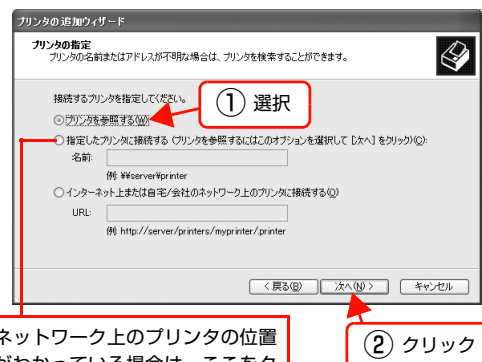 プリンタの追加ウィザード
プリンタの指定
プリンタの名前またはアドレスが不明な場合は、プリンタを検索することができます。
接続するプリンタを指定してください。
① 選択
プリンタを参照する(W)
指定したプリンタに接続する (プリンタを参照するにはこのオプションを選択して [次へ] をクリック)(C):
名前:
例: ¥¥server¥printer
インターネット上または自宅/会社のネットワーク上のプリンタに接続する(O)
URL:
例: http://server/printers/myprinter/.printer
< 戻る(B)
次へ(N) >
キャンセル
ネットワーク上のプリンタの位置
がわかっている場合は、ここをク
② クリック